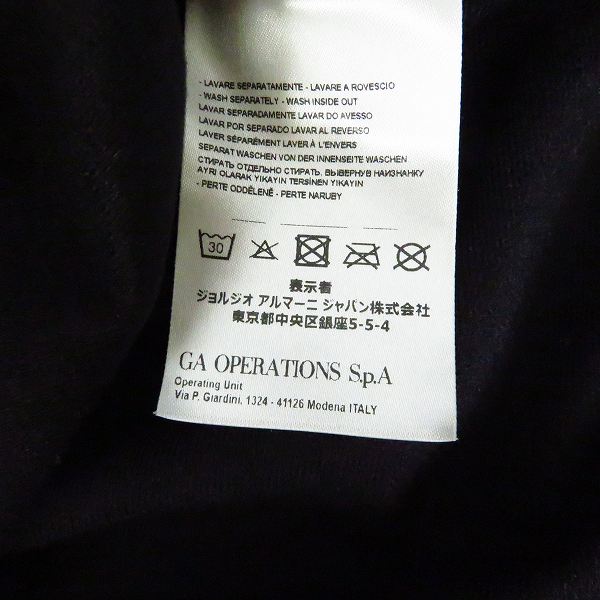 - LAVARE SEPARATAMENTE - LAVARE A ROVESCIO
- WASH SEPARATELY - WASH INSIDE OUT
LAVAR SEPARADAMENTE LAVAR DO AVESSO
LAVAR POR SEPARADO LAVAR AL REVERSO
LAVER SÉPARÉMENT LAVER À L'ENVERS
SEPARAT WASCHEN VON DER INNENSEITE WASCHEN
СТИРАТЬ ОТДЕЛЬНО СТИРАТЬ, ВЫВЕРНУВ НАИЗНАНКУ
AYRI OLARAK YIKAYIN TERSİNEN YIKAYIN
- PERTE ODDĚLENĚ - PERTE NARUBY
30
表示者
ジョルジオ アルマーニ ジャパン株式会社
東京都中央区銀座5-5-4
GA OPERATIONS S.p.A
Operating Unit
Via P. Giardini, 1324 - 41126 Modena ITALY